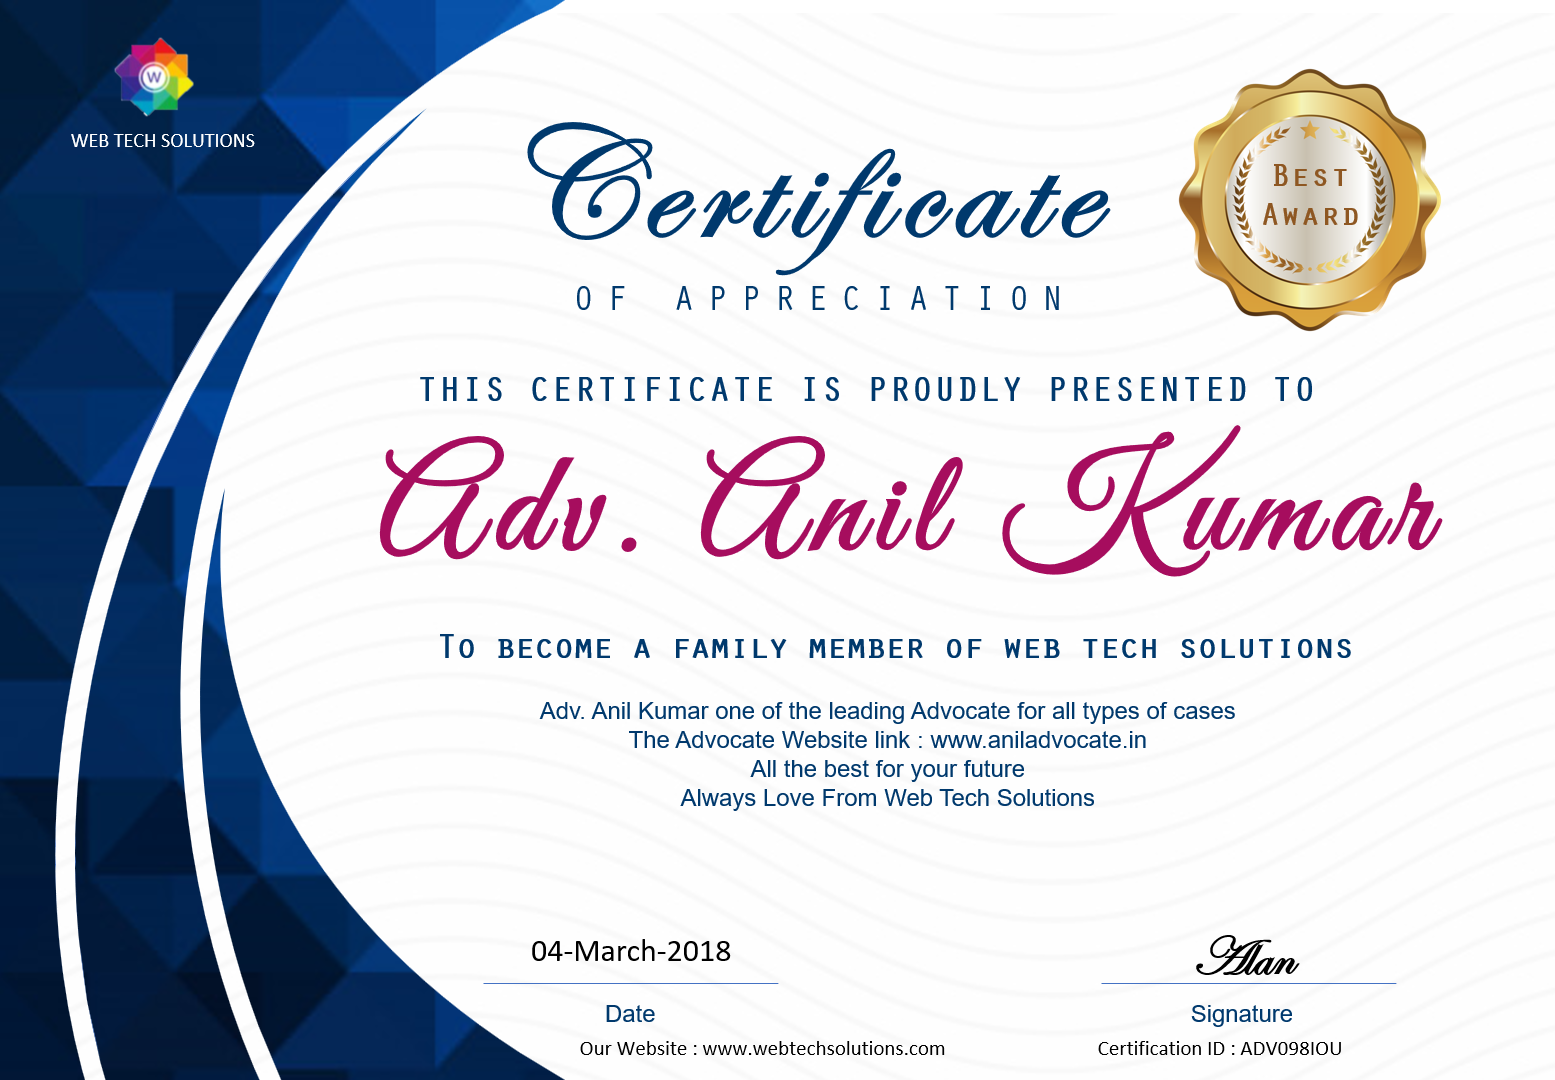 W
WEB TECH SOLUTIONS
Certificate
OF APPRECIATION
BEST
AWARD
THIS CERTIFICATE IS PROUDLY PRESENTED TO
Adv. Anil Kumar
TO BECOME A FAMILY MEMBER OF WEB TECH SOLUTIONS
Adv. Anil Kumar one of the leading Advocate for all types of cases
The Advocate Website link : www.aniladvocate.in
All the best for your future
Always Love From Web Tech Solutions
04-March-2018
Alan
Date
Signature
Our Website : www.webtechsolutions.com
Certification ID : ADV098IOU